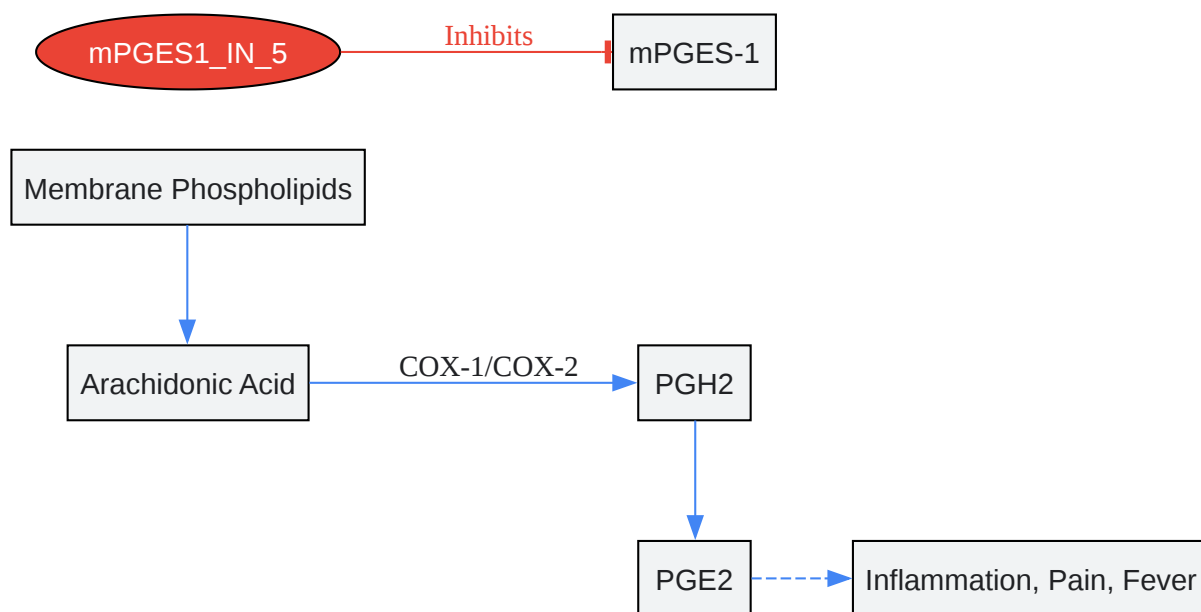 mPGES1_IN_5
Inhibits
mPGES-1
Membrane Phospholipids
Arachidonic Acid
COX-1/COX-2
PGH2
PGE2
Inflammation, Pain, Fever